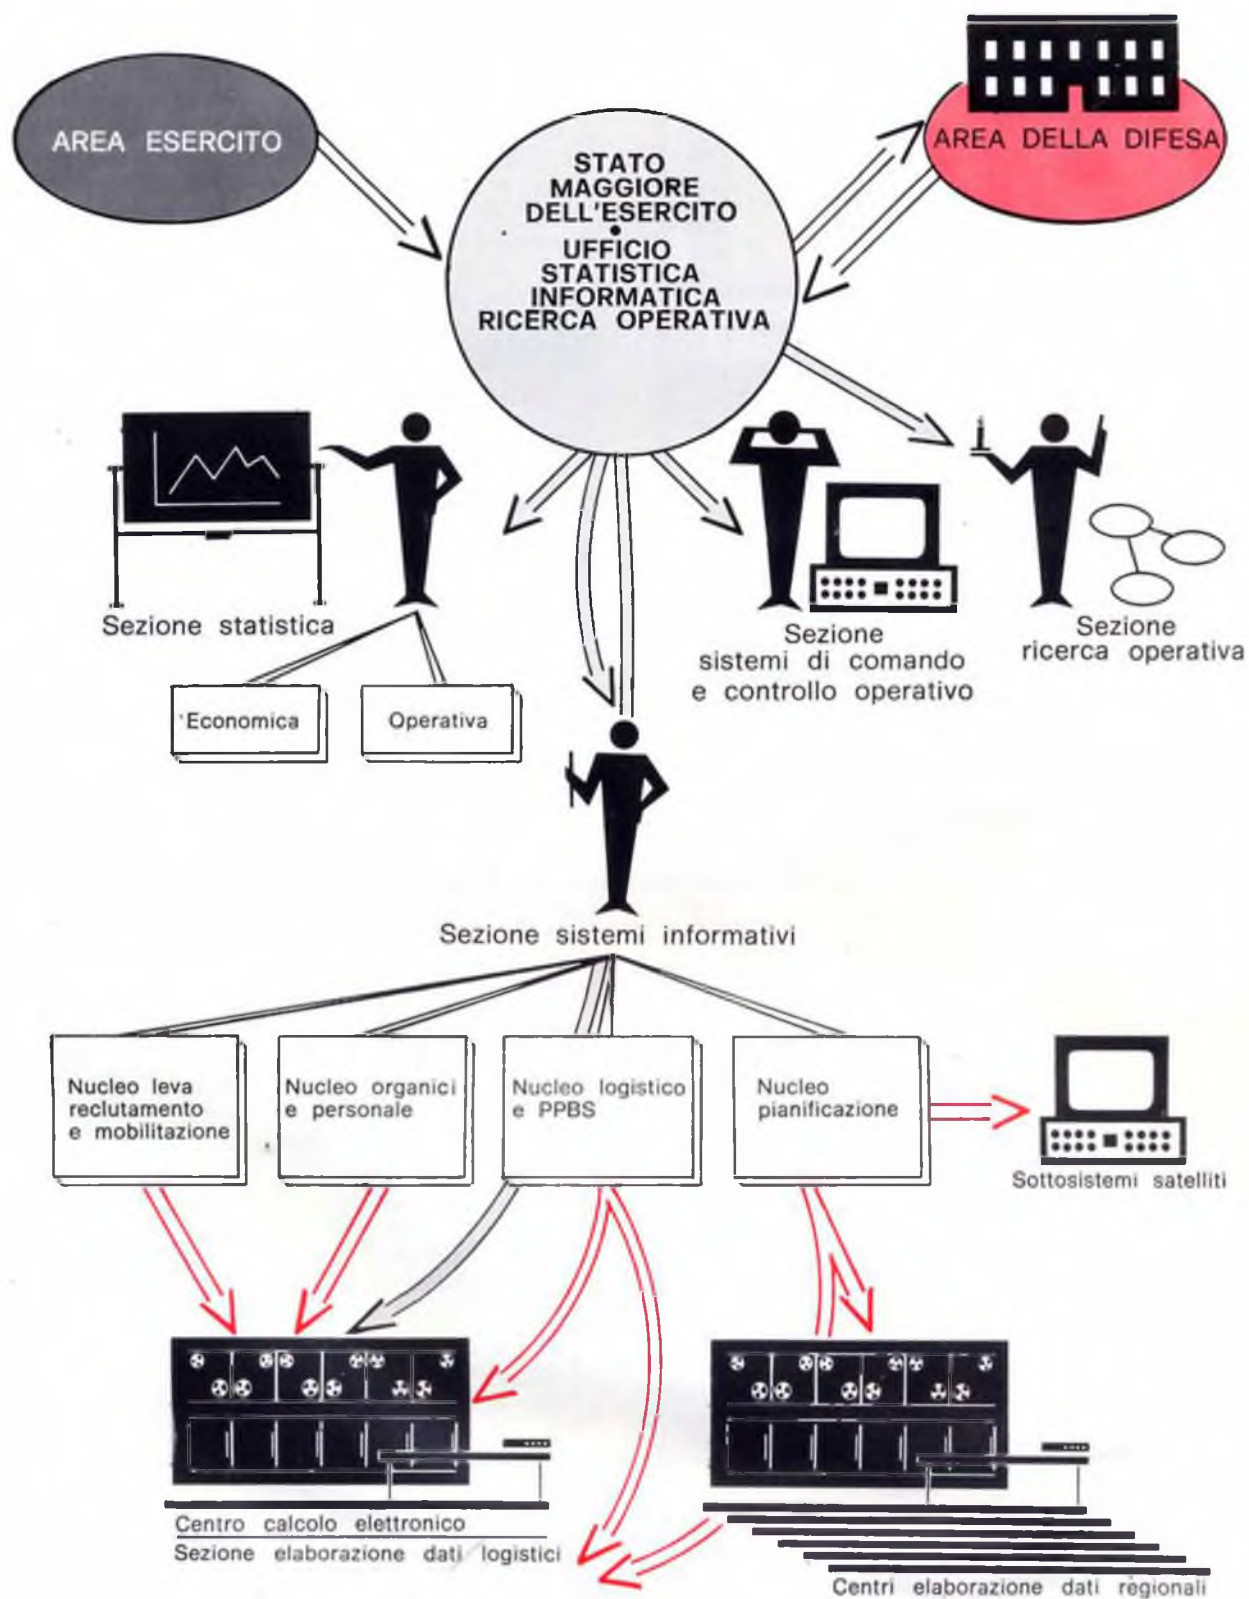 AREA ESERCITO
AREA DELLA DIFESA
STATO
MAGGIORE
DELL'ESERCITO
•
UFFICIO
STATISTICA
INFORMATICA
RICERCA OPERATIVA
Sezione statistica
Economica
Operativa
Sezione
sistemi di comando
e controllo operativo
Sezione
ricerca operativa
Sezione sistemi informativi
Nucleo leva
reclutamento
e mobilitazione
Nucleo organici
e personale
Nucleo logistico
e PPBS
Nucleo
pianificazione
Sottosistemi satelliti
Centro calcolo elettronico
Sezione elaborazione dati logistici
Centri elaborazione dati regionali